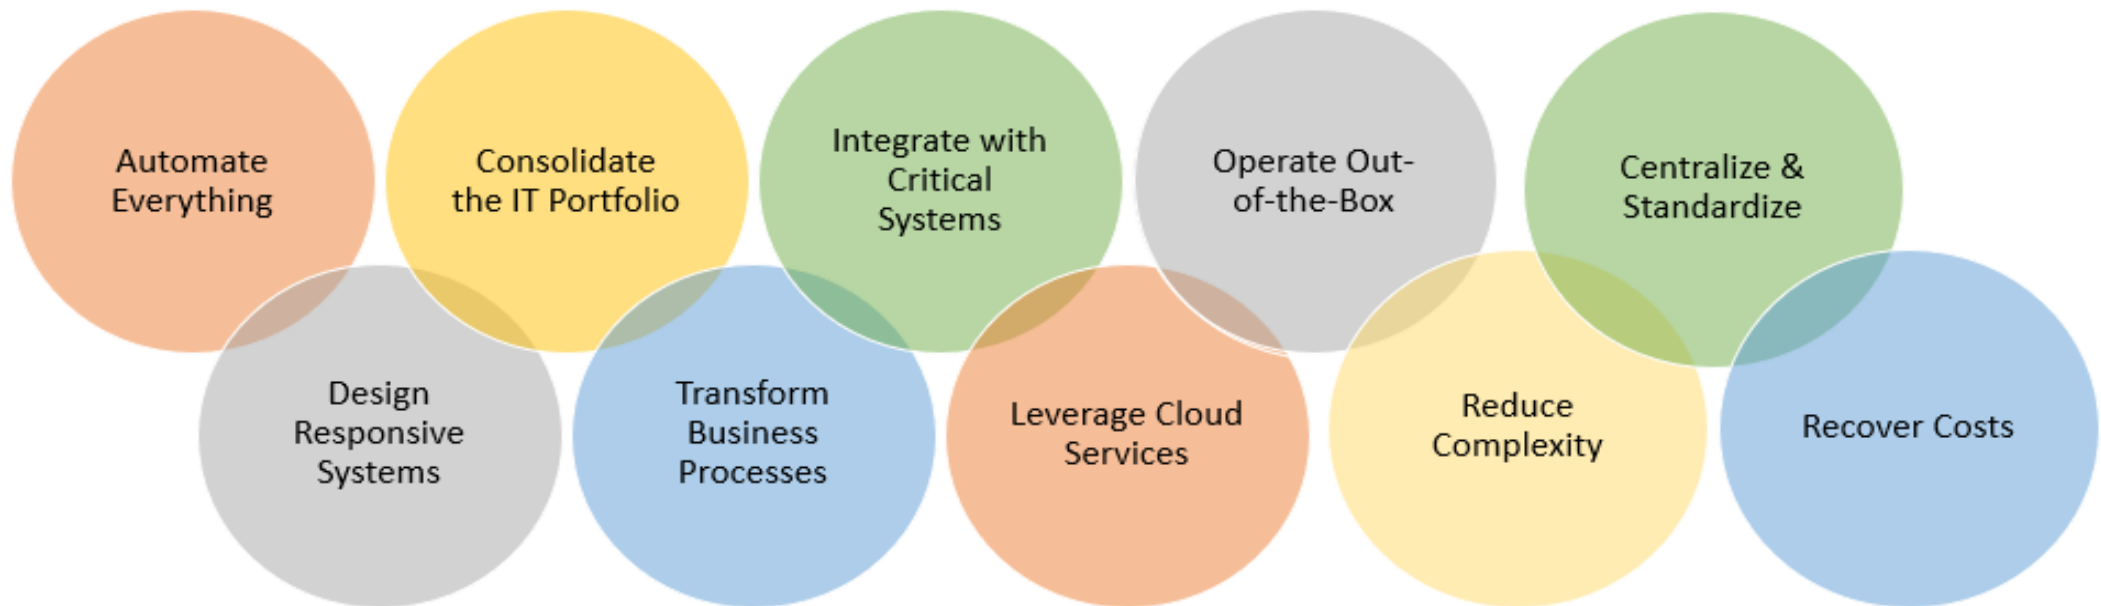 Automate
Everything
Consolidate
the IT Portfolio
Integrate with
Critical
Systems
Operate Out-
of-the-Box
Centralize &
Standardize
Design
Responsive
Systems
Transform
Business
Processes
Leverage Cloud
Services
Reduce
Complexity
Recover Costs